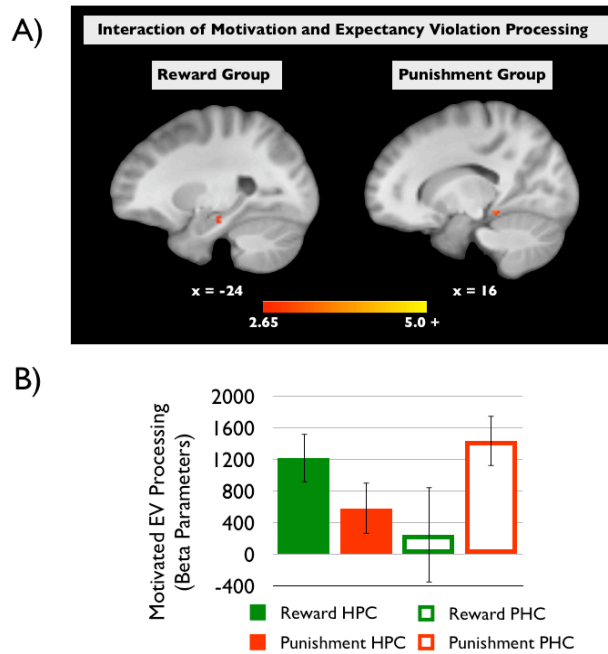 A)
Interaction of Motivation and Expectancy Violation Processing
Reward Group
Punishment Group
x = -24
x = 16
2.65
5.0 +
B)
Motivated EV Processing
(Beta Parameters)
2000
1600
1200
800
400
0
-400
Reward HPC
Reward PHC
Punishment HPC
Punishment PHC